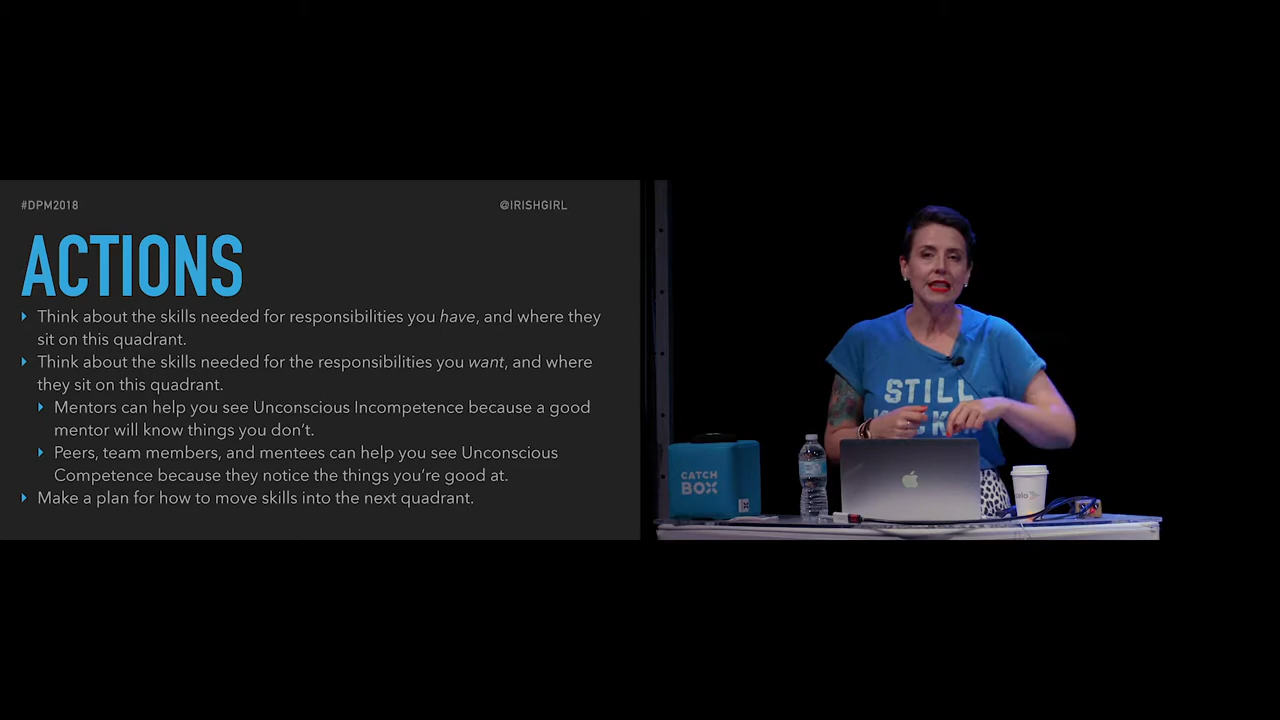 #DPM2018
@IRISHGIRL
ACTIONS
Think about the skills needed for responsibilities you have, and where they
sit on this quadrant.
Think about the skills needed for the responsibilities you want, and where
they sit on this quadrant.
Mentors can help you see Unconscious Incompetence because a good
mentor will know things you don't.
Peers, team members, and mentees can help you see Unconscious
Competence because they notice the things you're good at.
Make a plan for how to move skills into the next quadrant.
STILL
CATCH
BOX